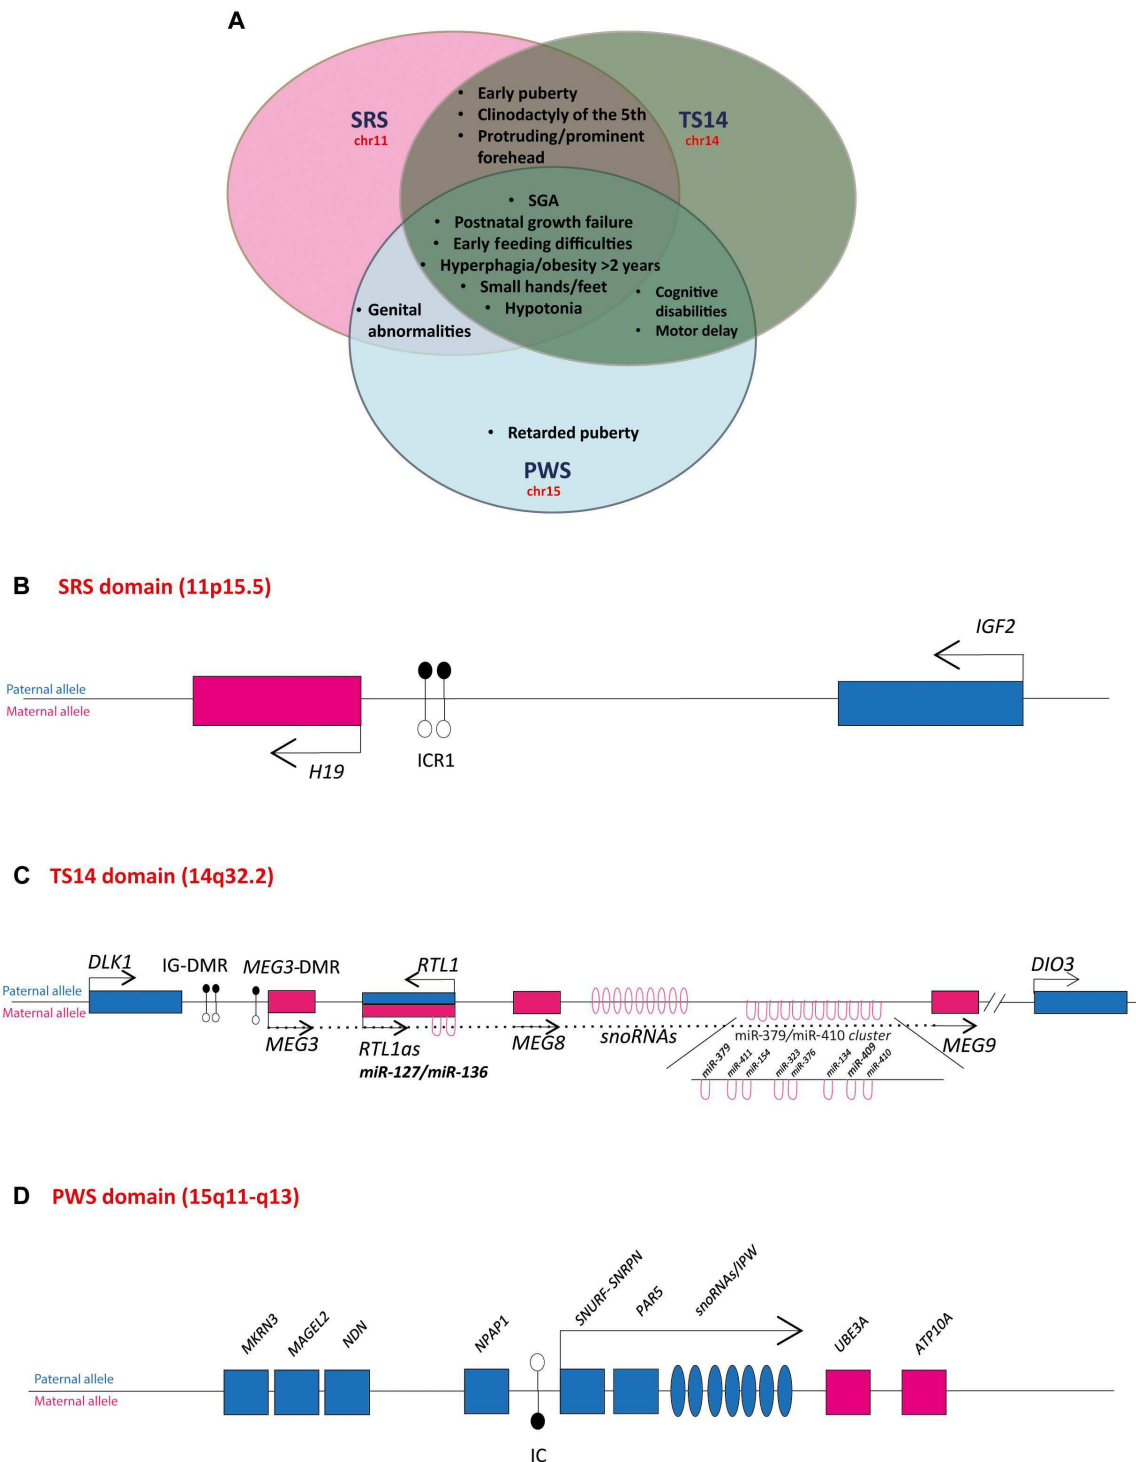 A
SRS
chr11
TS14
chr14
• Early puberty
• Clinodactyly of the 5th
• Protruding/prominent
forehead
• SGA
• Postnatal growth failure
• Early feeding difficulties
• Hyperphagia/obesity >2 years
• Small hands/feet
• Hypotonia
• Cognitive
disabilities
• Motor delay
• Genital
abnormalities
• Retarded puberty
PWS
chr15
B SRS domain (11p15.5)
IGF2
Paternal allele
Maternal allele
H19
ICR1
C TS14 domain (14q32.2)
DLK1 IG-DMR MEG3-DMR RTL1 DIO3
Paternal allele
Maternal allele
MEG3 RTL1as MEG8 snoRNAs miR-379/miR-410 cluster MEG9
miR-127/miR-136
miR-379 miR-411 miR-154 miR-323 miR-376 miR-134 miR-409 miR-410
D PWS domain (15q11-q13)
MKRN3 MAGEL2 NDN NPAP1 SNURF-SNRPN PAR5 snoRNAs/IPW UBE3A ATP10A
Paternal allele
Maternal allele
IC